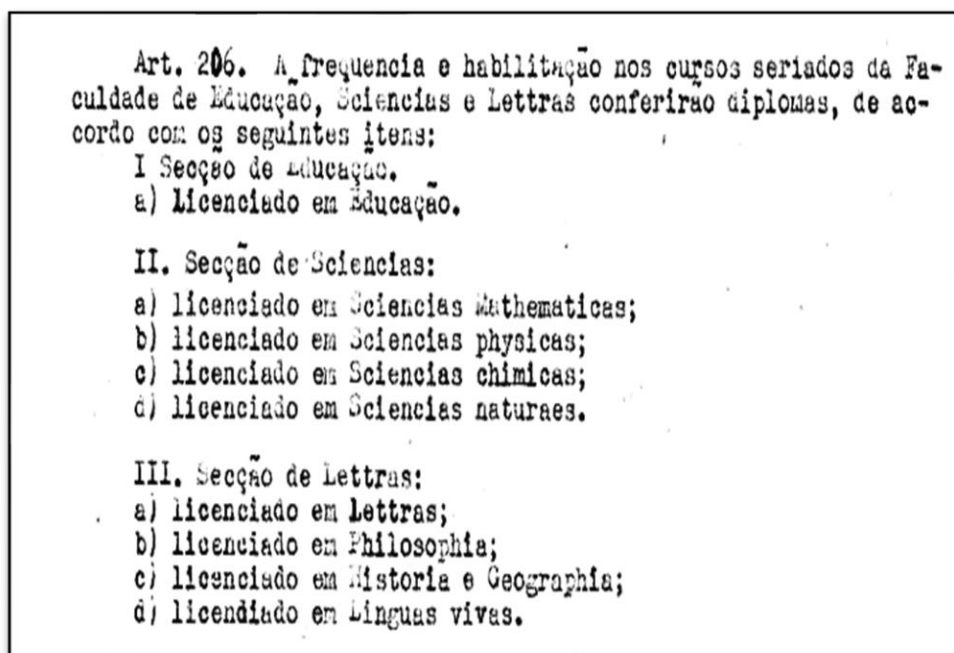 Art. 206. A frequencia e habilitação nos cursos seriados da Fa-
culdade de Educação, Sciencias e Lettras conferirão diplomas, de ac-
cordo com os seguintes itens:
I Secção de Educação.
a) Licenciado em Educação.
II. Secção de Sciencias:
a) licenciado em Sciencias Mathematicas;
b) licenciado em Sciencias physicas;
c) licenciado em Sciencias chimicas;
d) licenciado em Sciencias naturaes.
III. Secção de Lettras:
a) licenciado em Lettras;
b) licenciado em Philosophia;
c) licenciado em Historia e Geographia;
d) licendiado em Linguas vivas.